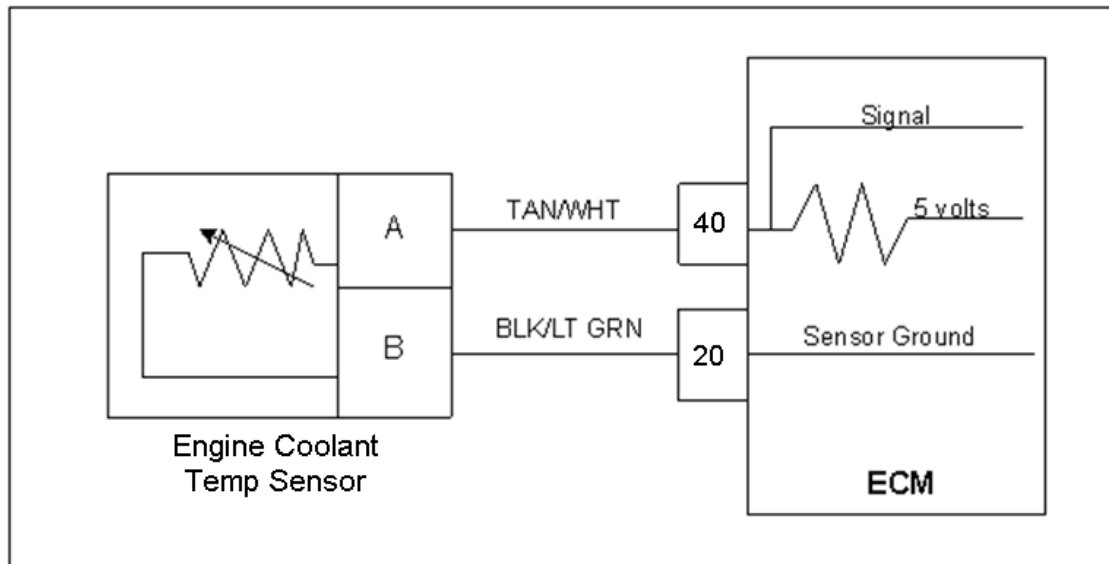 Signal
TAN/WHT
40
5 volts
A
BLK/LT GRN
20
Sensor Ground
B
Engine Coolant
Temp Sensor
ECM